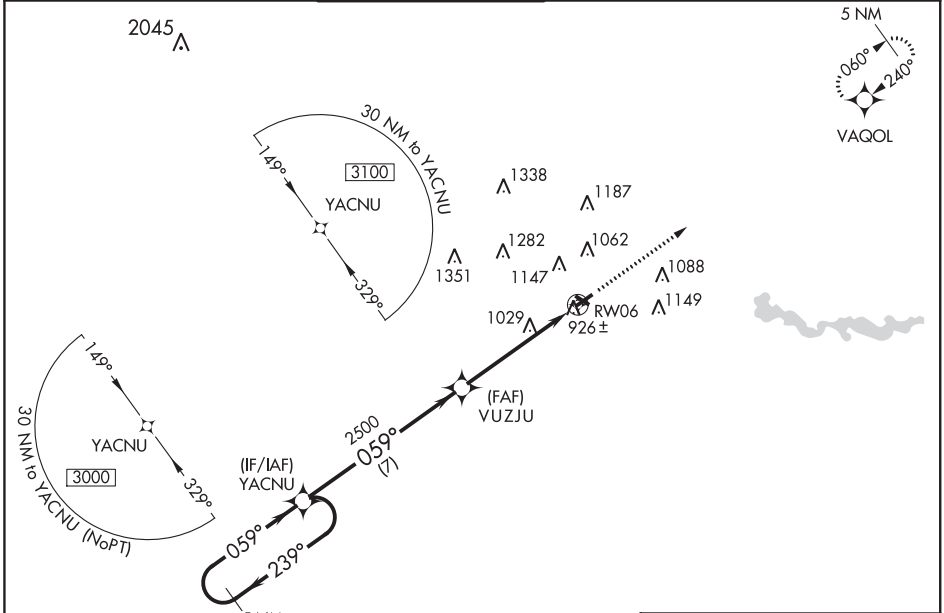 2045
5 NM
060°
240°
VAQOL
30 NM to YACNU
149°
3100
YACNU
329°
1338
1187
1282
1062
1351
1147
1088
1149
RW06
926±
1029
(FAF)
VUZJU
2500
059°
(7)
149°
YACNU
30 NM to YACNU (NoPT)
3000
329°
(IF/IAF)
YACNU
059°
239°